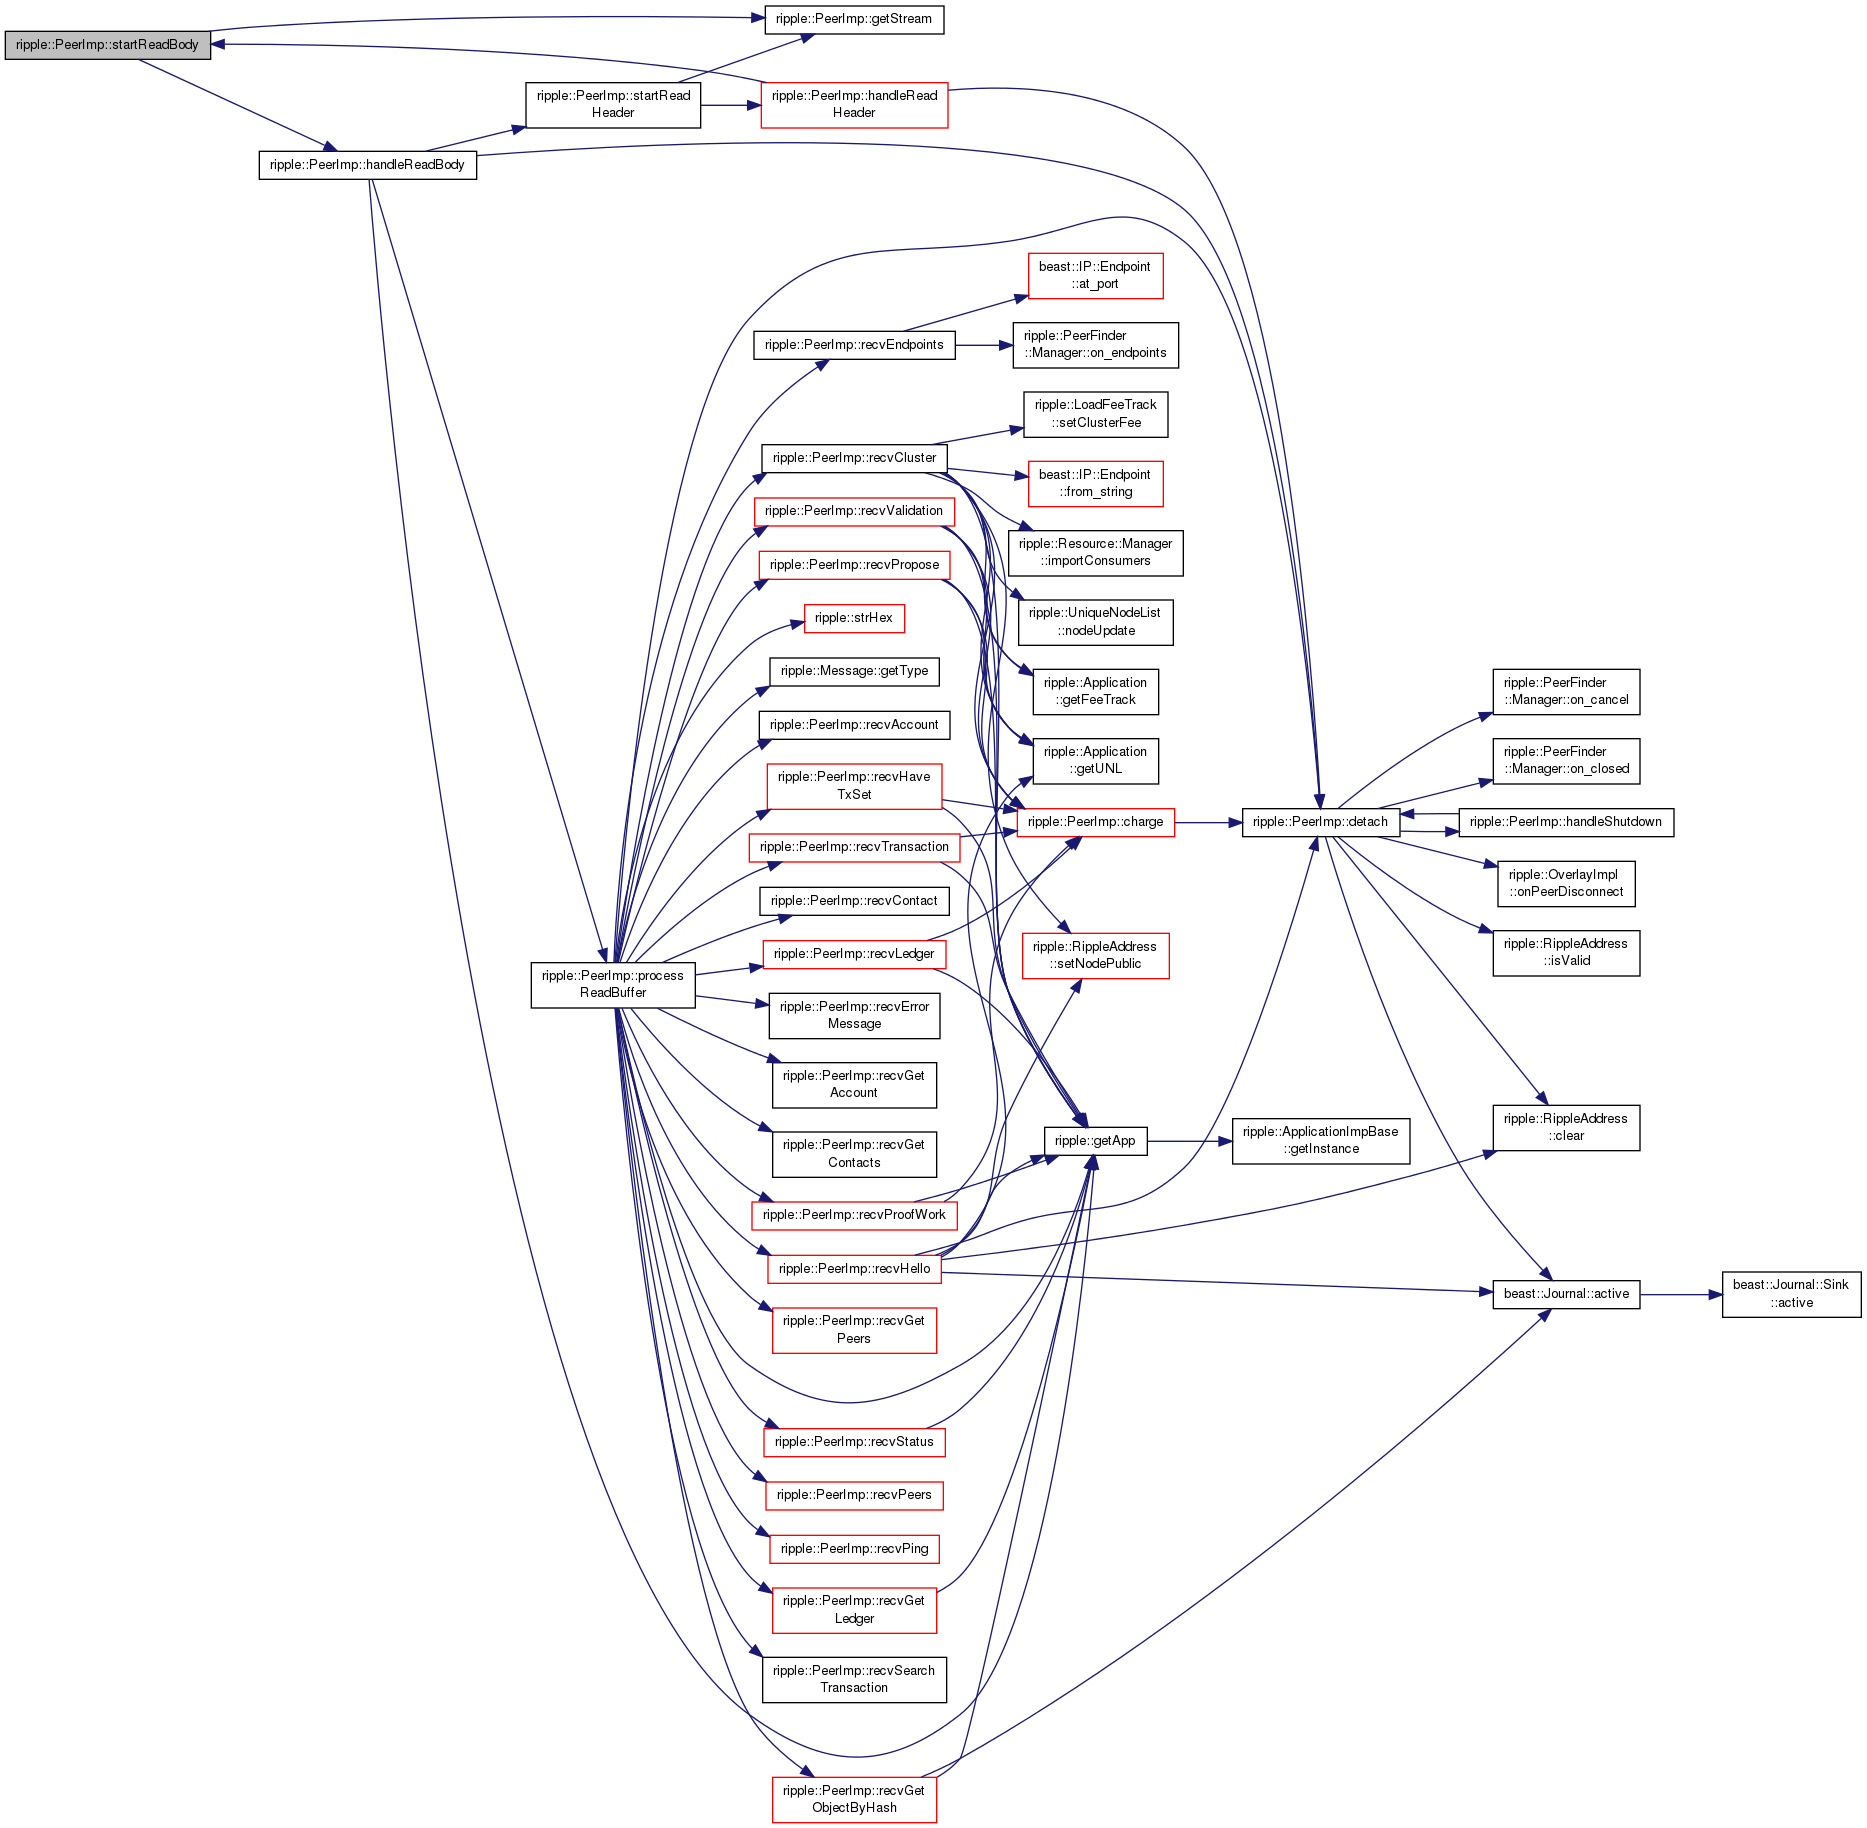 ripple::PeerImp::startReadBody
ripple::PeerImp::getStream
ripple::PeerImp::startRead
Header
ripple::PeerImp::handleRead
Header
ripple::PeerImp::handleReadBody
beast::IP::Endpoint
::at_port
ripple::PeerImp::recvEndpoints
ripple::PeerFinder
::Manager::on_endpoints
ripple::LoadFeeTrack
::setClusterFee
ripple::PeerImp::recvCluster
beast::IP::Endpoint
::from_string
ripple::PeerImp::recvValidation
ripple::Resource::Manager
::importConsumers
ripple::PeerImp::recvPropose
ripple::strHex
ripple::UniqueNodeList
::nodeUpdate
ripple::Message::getType
ripple::Application
::getFeeTrack
ripple::PeerFinder
::Manager::on_cancel
ripple::PeerImp::recvAccount
ripple::Application
::getUNL
ripple::PeerFinder
::Manager::on_closed
ripple::PeerImp::recvHave
TxSet
ripple::PeerImp::charge
ripple::PeerImp::detach
ripple::PeerImp::handleShutdown
ripple::PeerImp::recvTransaction
ripple::OverlayImpl
::onPeerDisconnect
ripple::PeerImp::recvContact
ripple::PeerImp::recvLedger
ripple::RippleAddress
::setNodePublic
ripple::RippleAddress
::isValid
ripple::PeerImp::process
ReadBuffer
ripple::PeerImp::recvError
Message
ripple::PeerImp::recvGet
Account
ripple::PeerImp::recvGet
Contacts
ripple::getApp
ripple::ApplicationImpBase
::getInstance
ripple::RippleAddress
::clear
ripple::PeerImp::recvProofWork
ripple::PeerImp::recvHello
beast::Journal::active
beast::Journal::Sink
::active
ripple::PeerImp::recvGet
Peers
ripple::PeerImp::recvStatus
ripple::PeerImp::recvPeers
ripple::PeerImp::recvPing
ripple::PeerImp::recvGet
Ledger
ripple::PeerImp::recvSearch
Transaction
ripple::PeerImp::recvGet
ObjectByHash